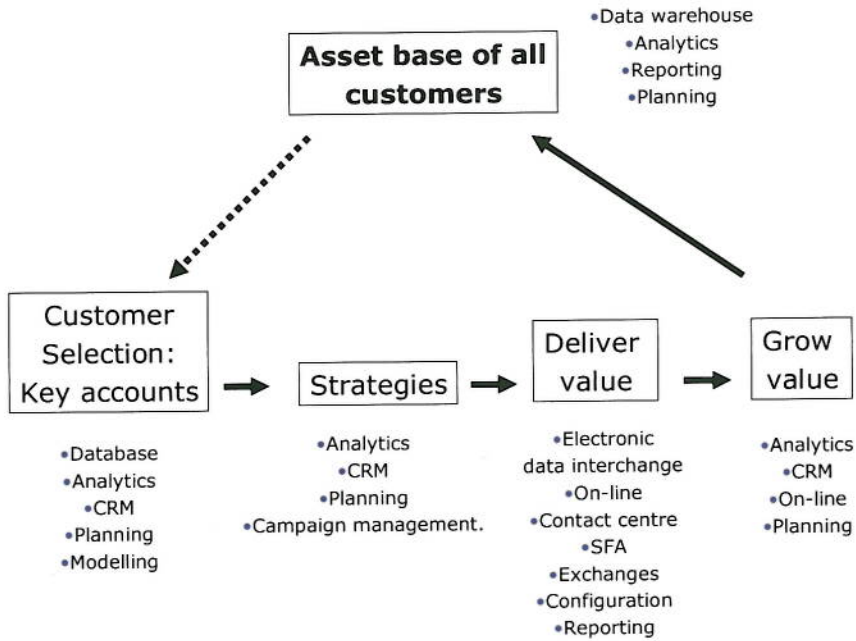 Asset base of all
customers
•Data warehouse
•Analytics
•Reporting
•Planning
Customer
Selection:
Key accounts
•Database
•Analytics
•CRM
•Planning
•Modelling
Strategies
•Analytics
•CRM
•Planning
•Campaign management.
Deliver
value
•Electronic
data interchange
•On-line
•Contact centre
•SFA
•Exchanges
•Configuration
•Reporting
Grow
value
•Analytics
•CRM
•On-line
•Planning